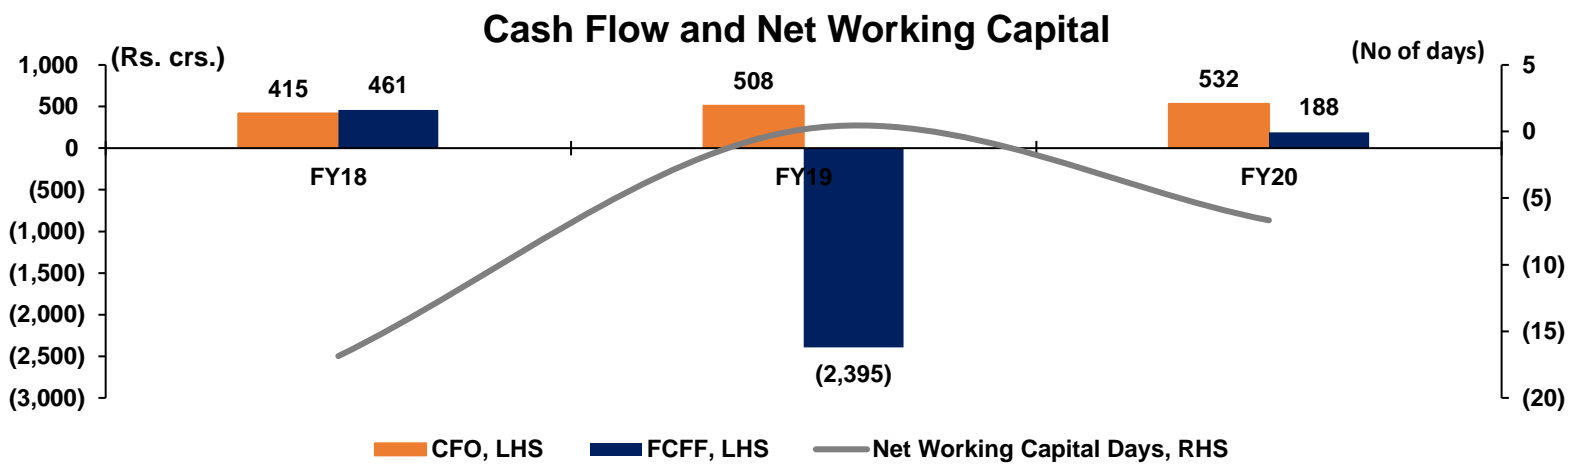 Cash Flow and Net Working Capital
(Rs. crs.)
(No of days)
1,000
500
0
(500)
(1,000)
(1,500)
(2,000)
(2,500)
(3,000)
415
461
508
(2,395)
532
188
FY18
FY19
FY20
5
0
(5)
(10)
(15)
(20)
CFO, LHS
FCFF, LHS
Net Working Capital Days, RHS